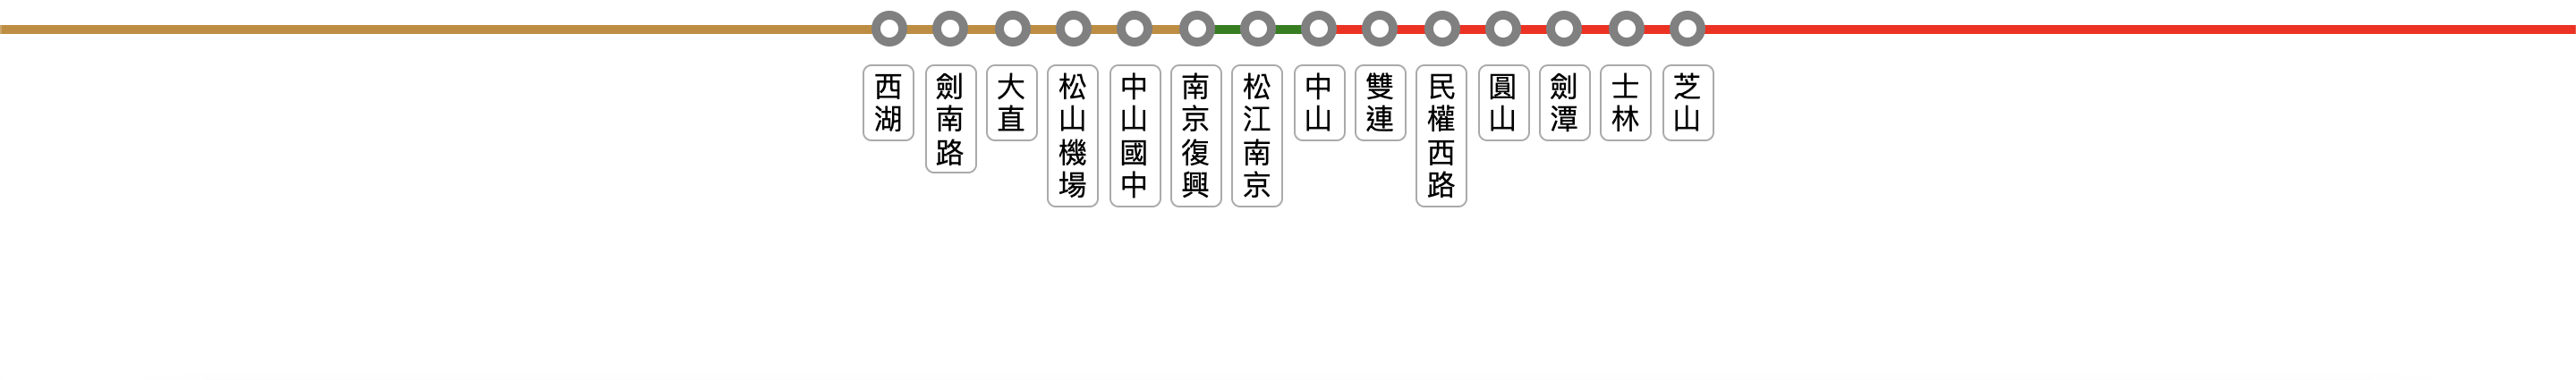 西湖
劍南路
大直
松山機場
中山國中
南京復興
松江南京
中山
雙連
民權西路
圓山
劍潭
士林
芝山